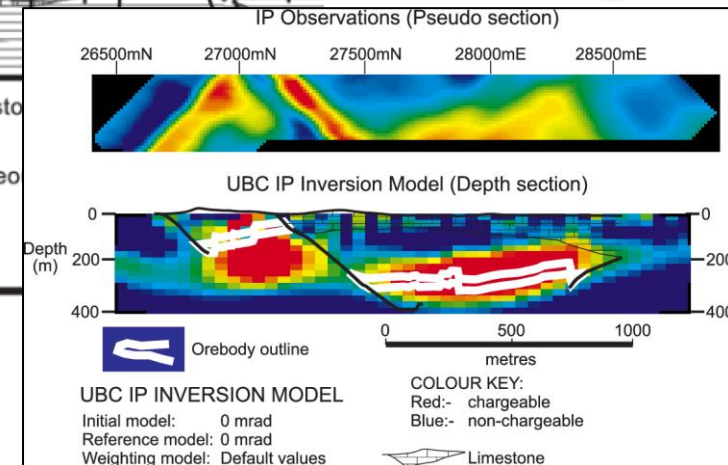 IP Observations (Pseudo section)
26500mN 27000mN 27500mN 28000mE 28500mE
UBC IP Inversion Model (Depth section)
0 0
Depth
(m)
200 200
400 400
Orebody outline
0 500 1000
metres
UBC IP INVERSION MODEL
Initial model: 0 mrad
Reference model: 0 mrad
Weighting model: Default values
COLOUR KEY:
Red:- chargeable
Blue:- non-chargeable
Limestone